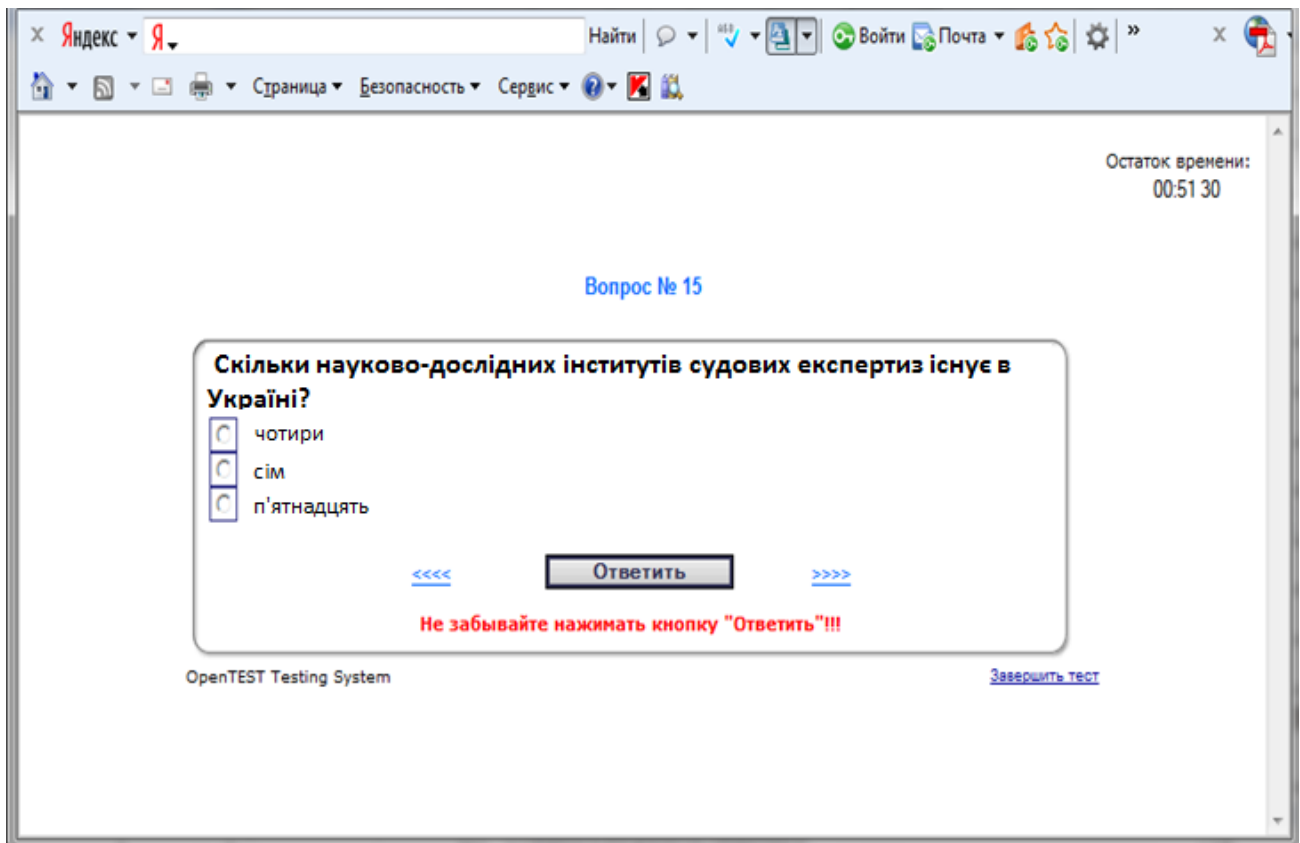 x Яндекс Я Найти Войти Почта » x
Страница Безопасность Сервис
Остаток времени:
00:51 30
Вопрос № 15
Скільки науково-дослідних інститутів судових експертиз існує в
Україні?
чотири
сім
п'ятнадцять
<<<< Ответить >>>>
Не забывайте нажимать кнопку "Ответить"!!!
OpenTEST Testing System Завершить тест